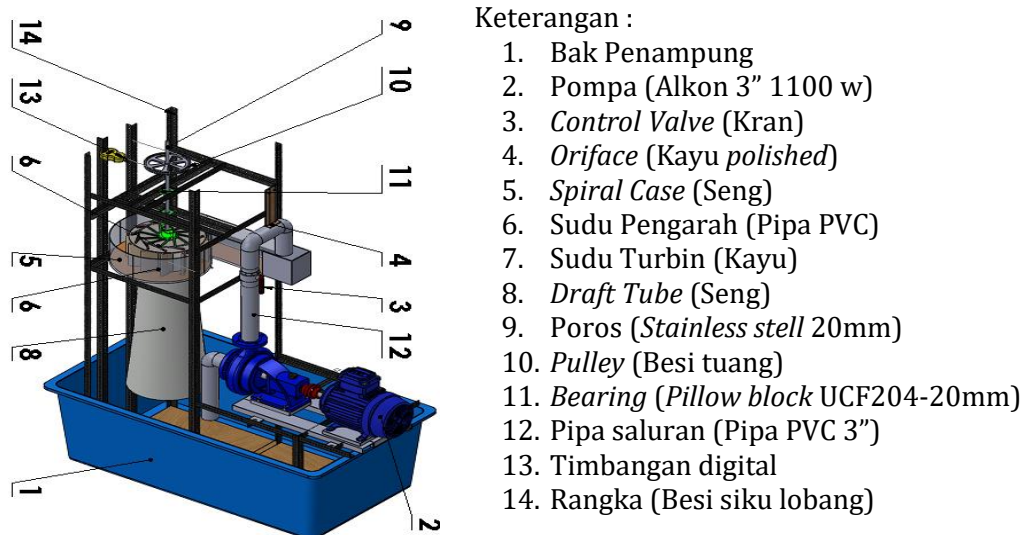 14
13
6
5
6
8
1
9
10
11
4
3
12
2
Keterangan :
1. Bak Penampung
2. Pompa (Alkon 3” 1100 w)
3. Control Valve (Kran)
4. Oriface (Kayu polished)
5. Spiral Case (Seng)
6. Sudu Pengarah (Pipa PVC)
7. Sudu Turbin (Kayu)
8. Draft Tube (Seng)
9. Poros (Stainless stell 20mm)
10. Pulley (Besi tuang)
11. Bearing (Pillow block UCF204-20mm)
12. Pipa saluran (Pipa PVC 3”)
13. Timbangan digital
14. Rangka (Besi siku lobang)